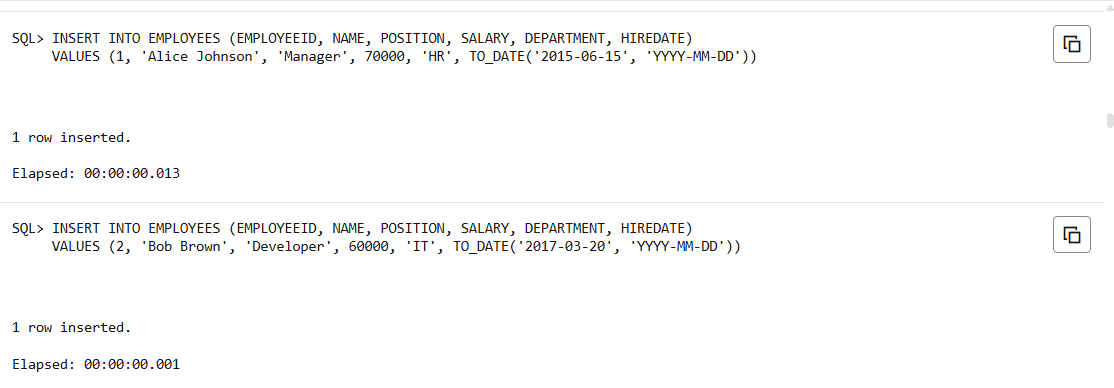 SQL> INSERT INTO EMPLOYEES (EMPLOYEEID, NAME, POSITION, SALARY, DEPARTMENT, HIREDATE)
VALUES (1, 'Alice Johnson', 'Manager', 70000, 'HR', TO_DATE('2015-06-15', 'YYYY-MM-DD'))
1 row inserted.
Elapsed: 00:00:00.013
SQL> INSERT INTO EMPLOYEES (EMPLOYEEID, NAME, POSITION, SALARY, DEPARTMENT, HIREDATE)
VALUES (2, 'Bob Brown', 'Developer', 60000, 'IT', TO_DATE('2017-03-20', 'YYYY-MM-DD'))
1 row inserted.
Elapsed: 00:00:00.001